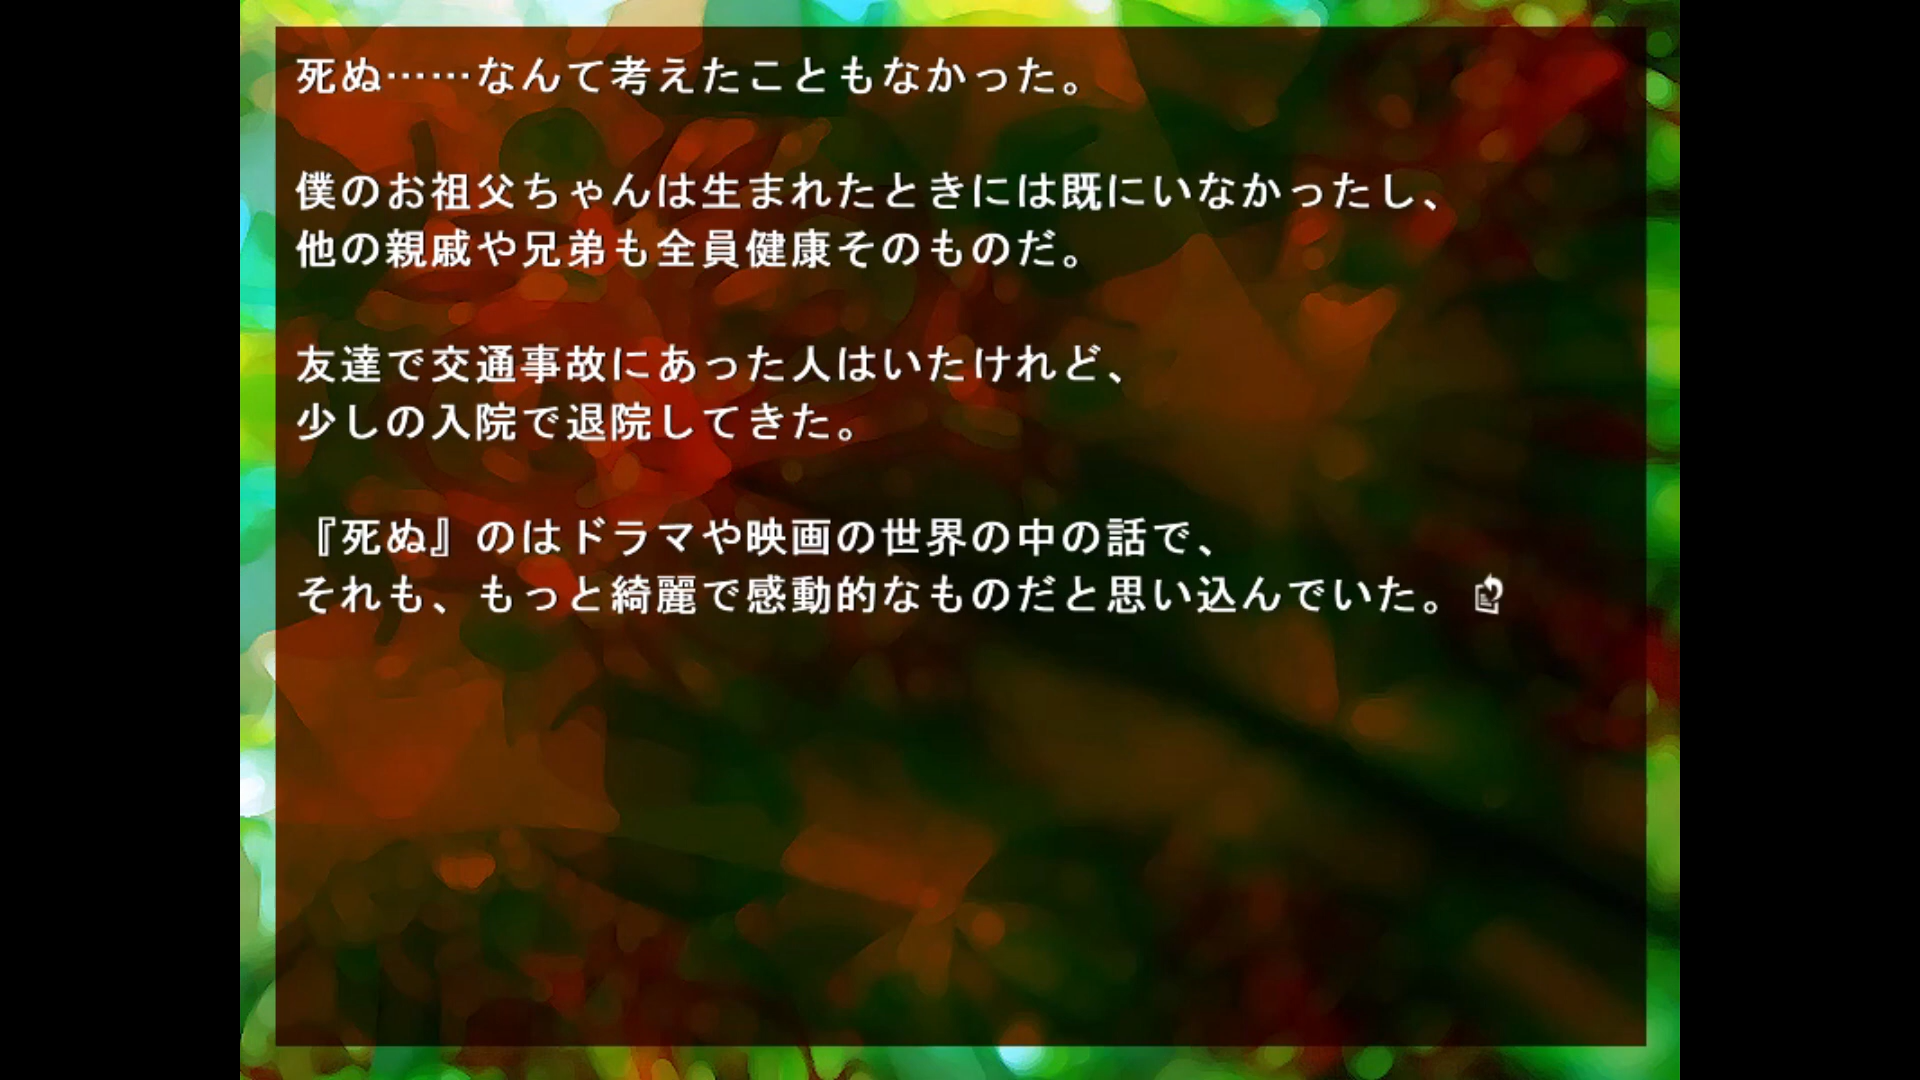 死ぬ……なんて考えたこともなかった。
僕のお祖父ちゃんは生まれたときには既にいなかったし、
他の親戚や兄弟も全員健康そのものだ。
友達で交通事故にあった人はいたけれど、
少しの入院で退院してきた。
『死ぬ』のはドラマや映画の世界の中の話で、
それも、もっと綺麗で感動的なものだと思い込んでいた。